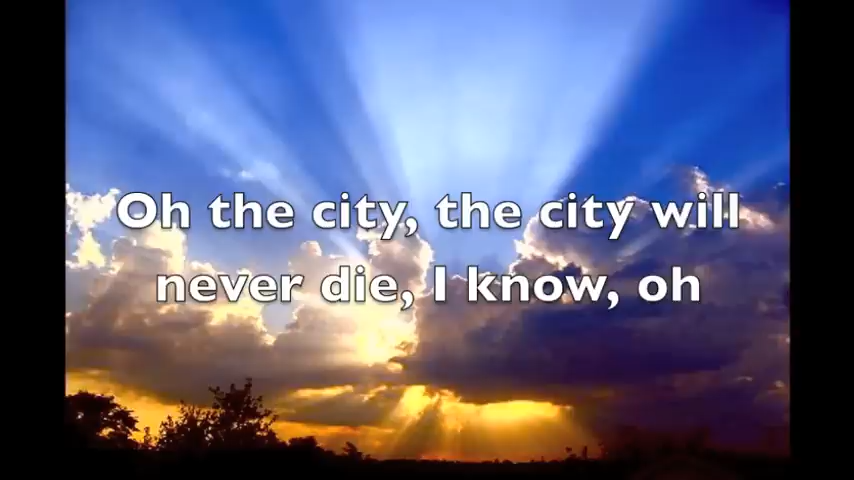 Oh the city, the city will
never die, I know, oh